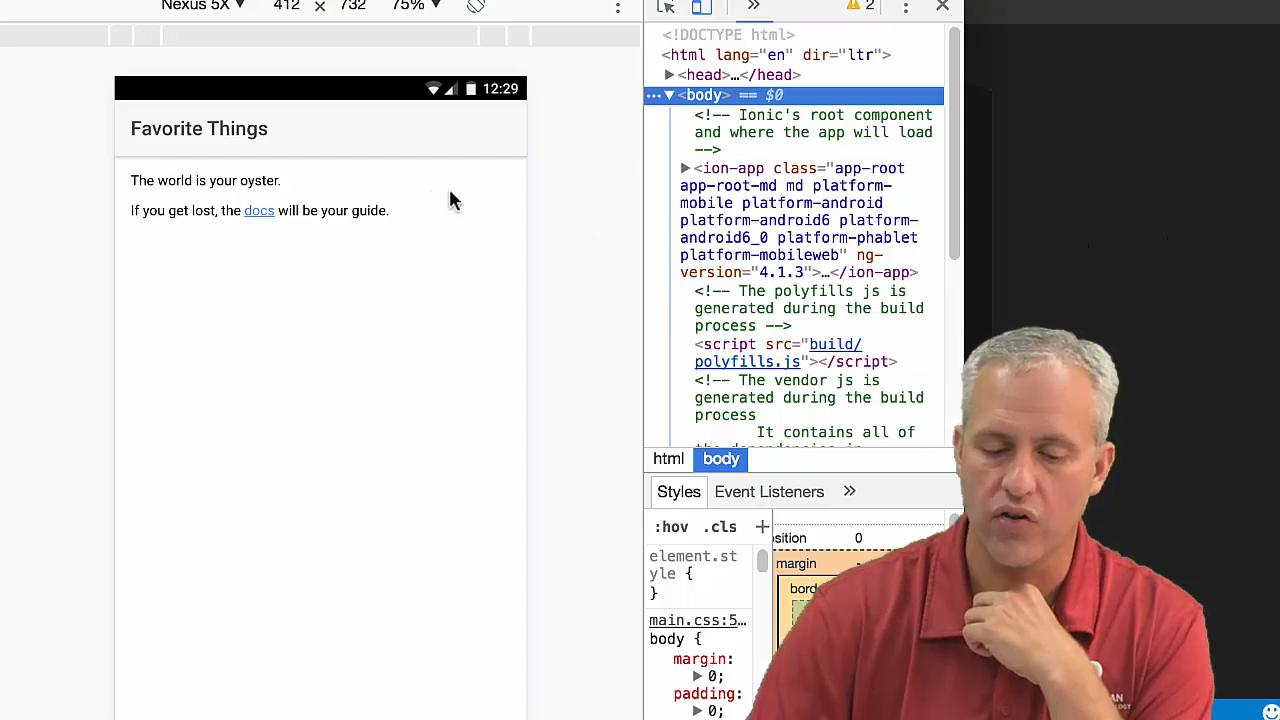 Nexus 5X ▼ 412 × 732 75% ▼
12:29
Favorite Things
The world is your oyster.
If you get lost, the docs will be your guide.
» 2
<!DOCTYPE html>
<html lang="en" dir="ltr">
▶<head>…</head>
…▼<body> == $0
<!-- Ionic's root component
and where the app will load
-->
▶<ion-app class="app-root
app-root-md md platform-
mobile platform-android
platform-android6 platform-
android6_0 platform-phablet
platform-mobileweb" ng-
version="4.1.3">…</ion-app>
<!-- The polyfills js is
generated during the build
process -->
<script src="build/
polyfills.js"></script>
<!-- The vendor js is
generated during the build
process
It contains all of
html body
Styles Event Listeners »
:hov .cls +
element.st
yle {
}
main.css:5…
body {
margin:
▶ 0;
padding:
▶ 0;
sition 0
margin -
bord
AN
LOGY